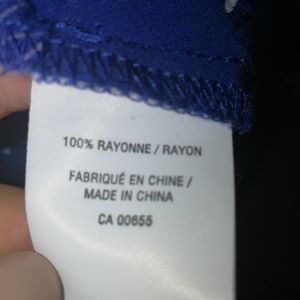 100% RAYONNE / RAYON
FABRIQUÉ EN CHINE /
MADE IN CHINA
CA 00655